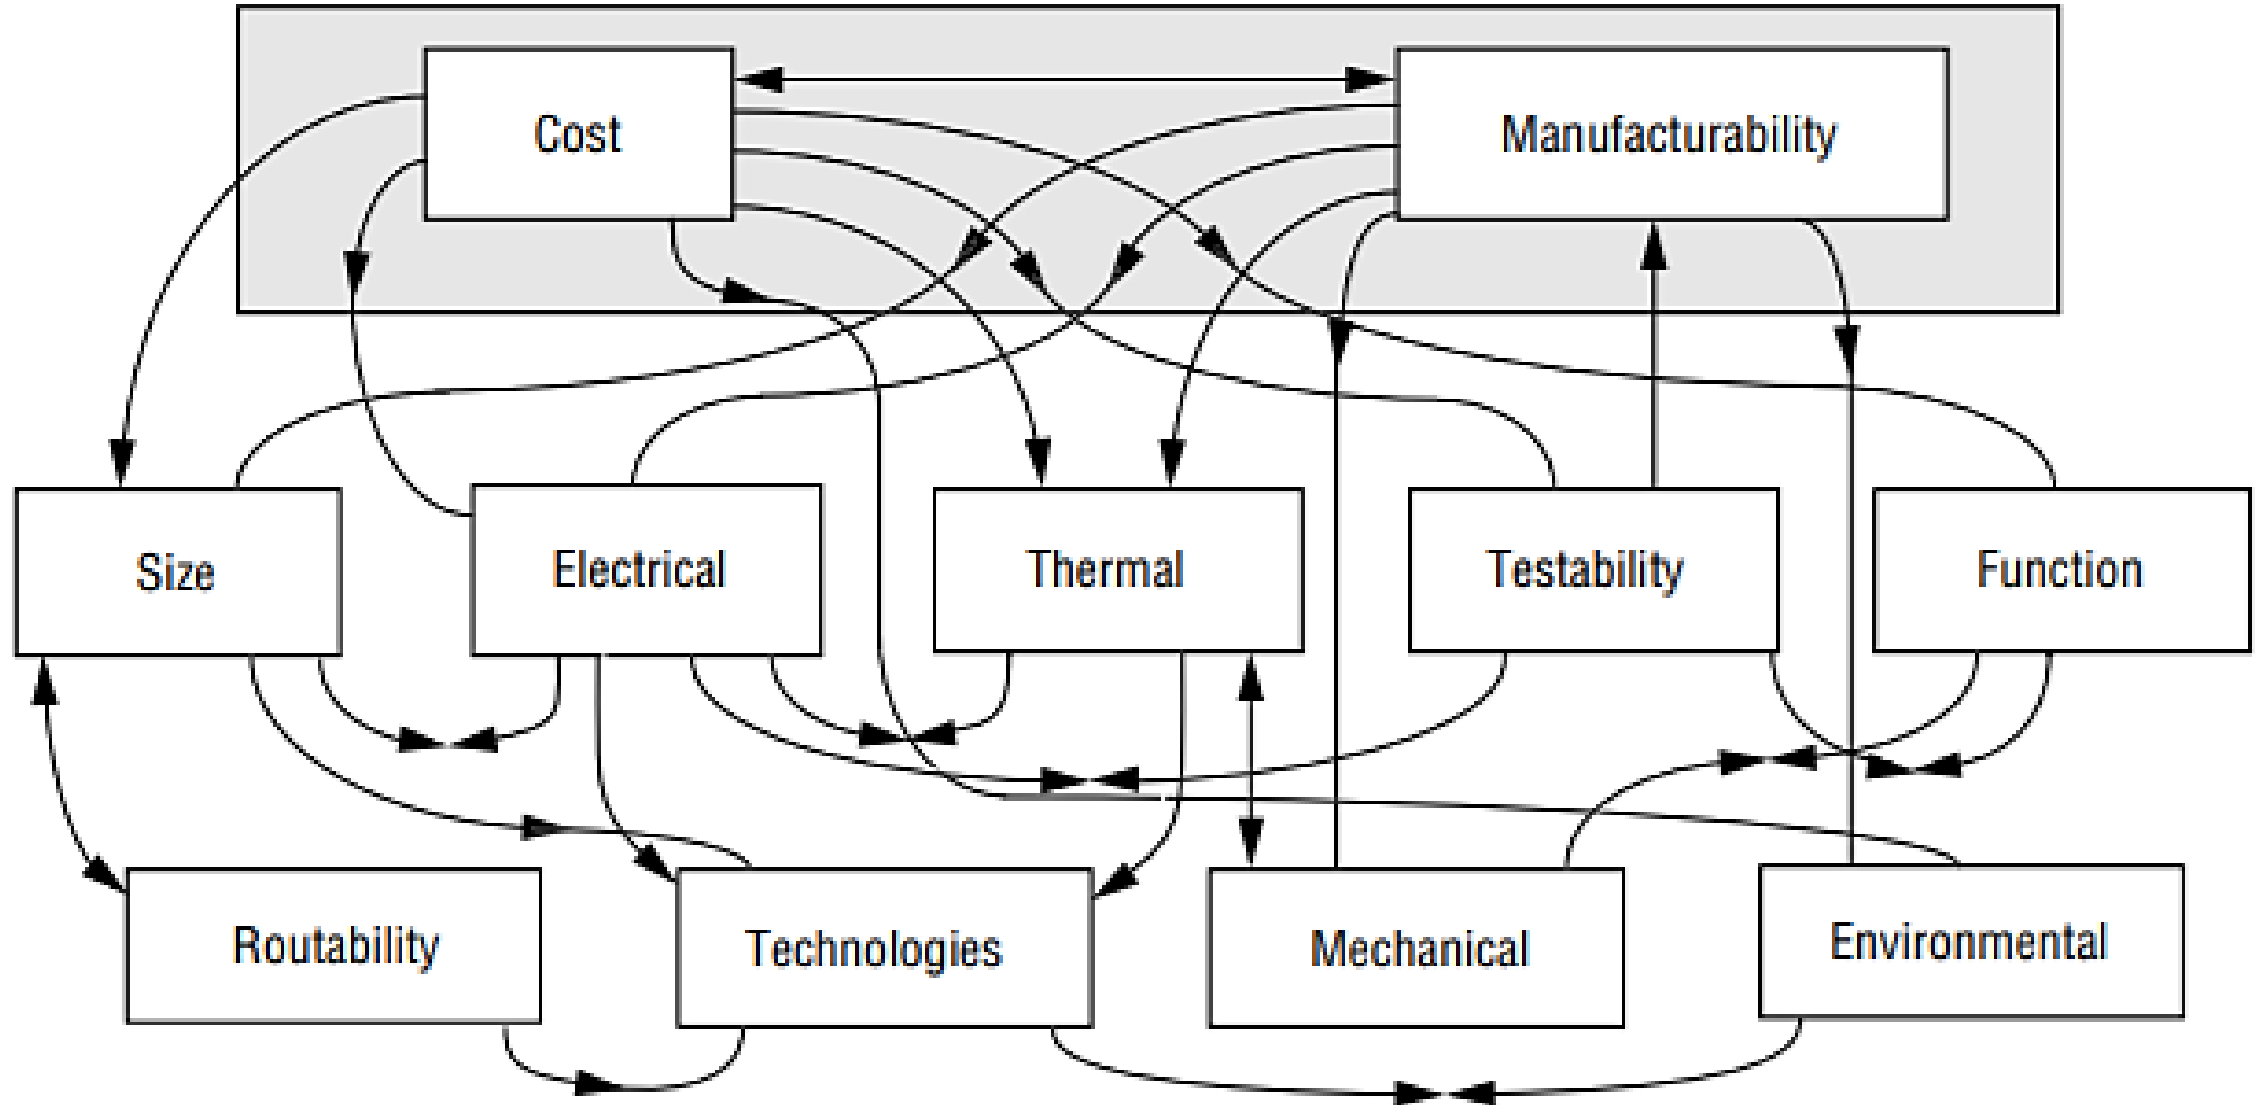 Cost
Manufacturability
Size
Electrical
Thermal
Testability
Function
Routability
Technologies
Mechanical
Environmental